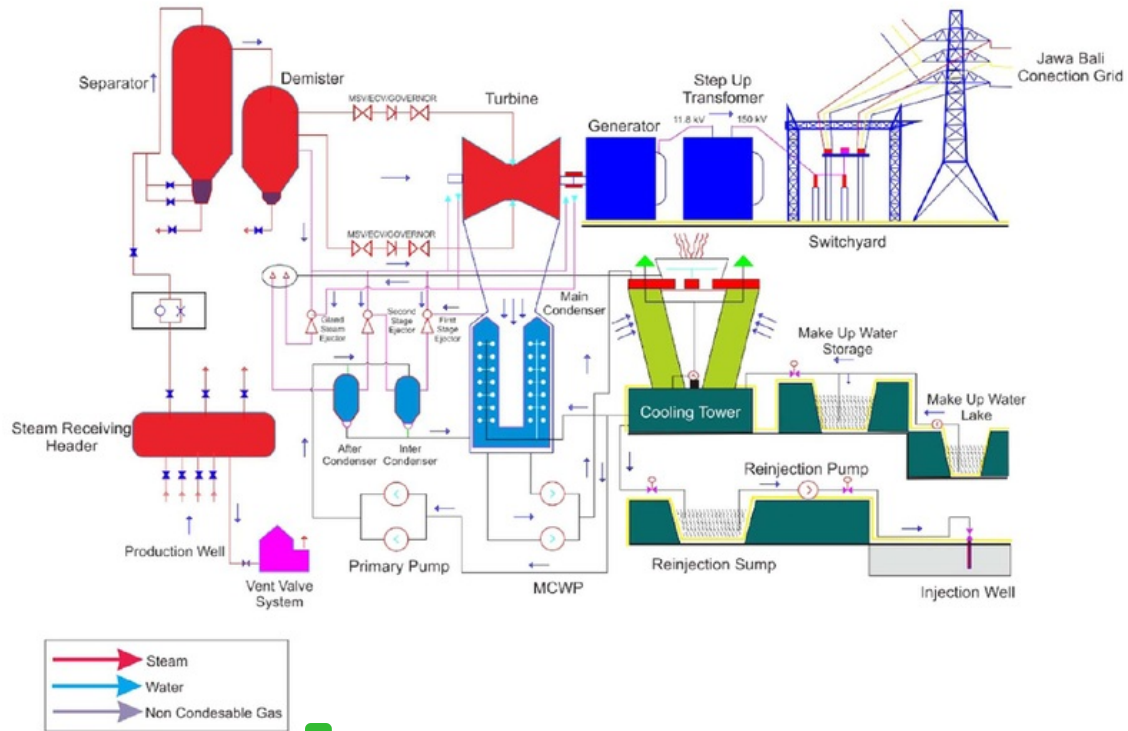 Separator
Demister
MSV/ECV/GOVERNOR
Turbine
Generator
11.8 kV
Step Up
Transfomer
150 kV
Jawa Bali
Conection Grid
Switchyard
MSV/ECV/GOVERNOR
Gland
Steam
Ejector
Second
Stage
Ejector
First
Stage
Ejector
Main
Condenser
Make Up Water
Storage
Make Up Water
Lake
Cooling Tower
Steam Receiving
Header
After
Condenser
Inter
Condenser
Reinjection Pump
Production Well
Vent Valve
System
Primary Pump
MCWP
Reinjection Sump
Injection Well
Steam
Water
Non Condesable Gas